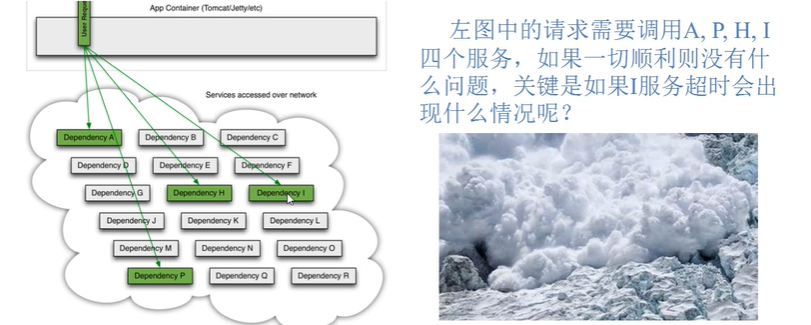 App Container (Tomcat/Jetty/etc)
User Requ
Services accessed over network
Dependency A
Dependency B
Dependency C
Dependency D
Dependency E
Dependency F
Dependency G
Dependency H
Dependency I
Dependency J
Dependency K
Dependency L
Dependency M
Dependency N
Dependency O
Dependency P
Dependency Q
Dependency R
左图中的请求需要调用A, P, H, I
四个服务，如果一切顺利则没有什
么问题，关键是如果I服务超时会出
现什么情况呢？